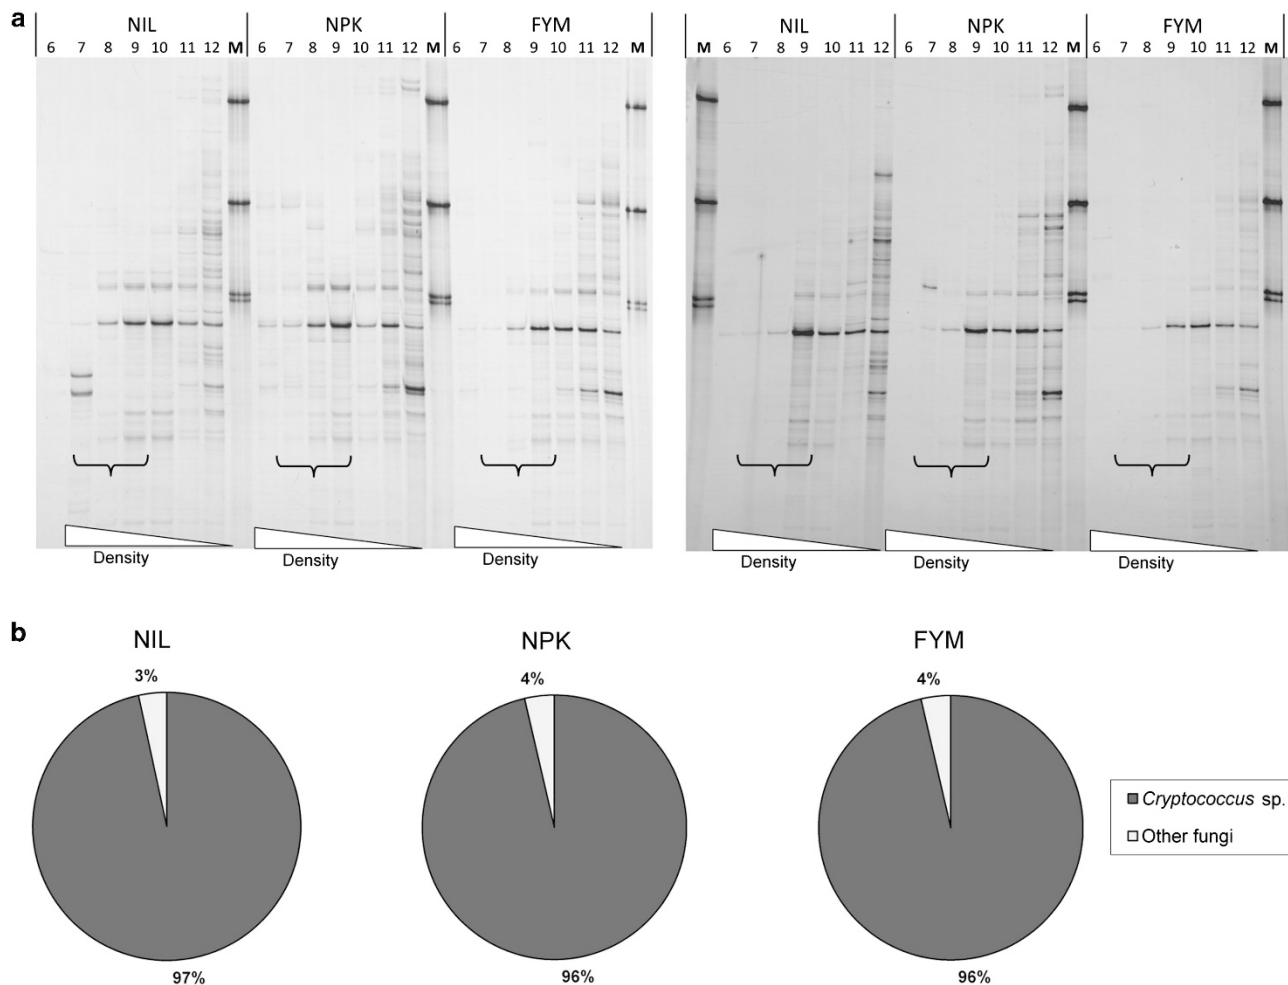 a
NIL NPK FYM
6 7 8 9 10 11 12 M 6 7 8 9 10 11 12 M 6 7 8 9 10 11 12 M
Density Density Density
NIL NPK FYM
M 6 7 8 9 10 11 12 6 7 8 9 10 11 12 M 6 7 8 9 10 11 12 M
Density Density Density
b
NIL NPK FYM
3% 4% 4%
97% 96% 96%
Cryptococcus sp.
Other fungi